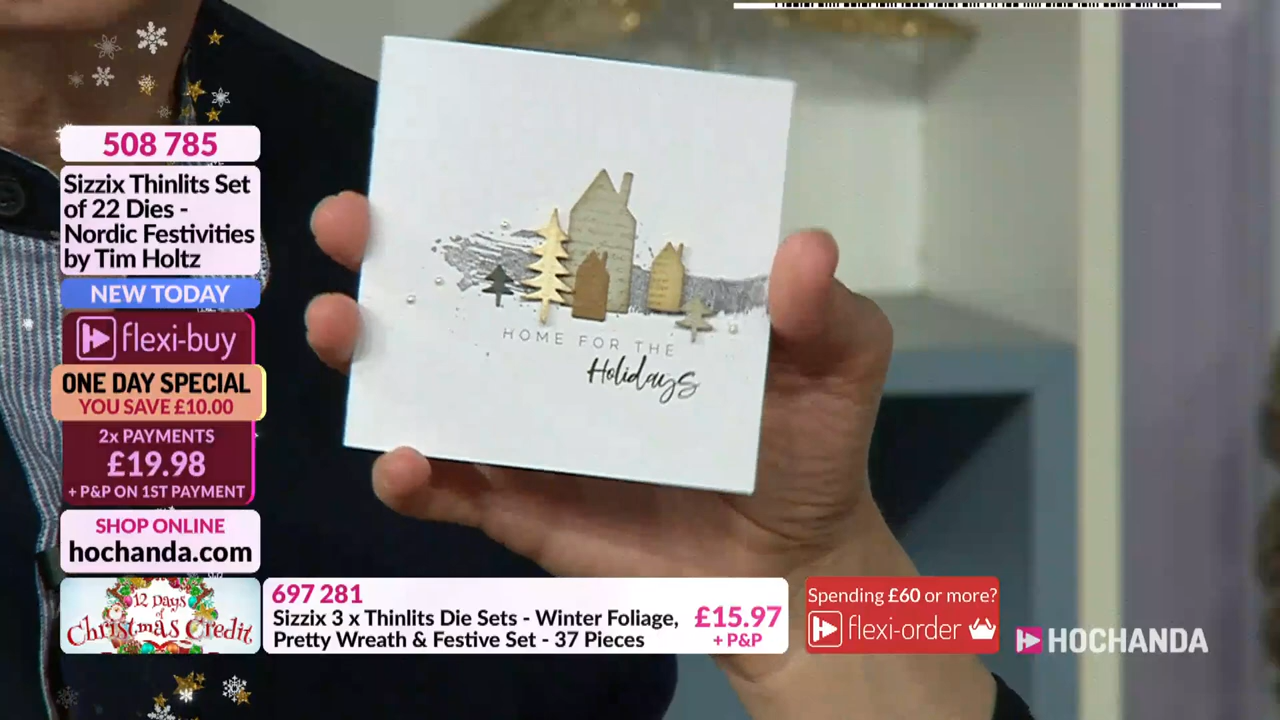 508 785
Sizzix Thinlits Set
of 22 Dies -
Nordic Festivities
by Tim Holtz
NEW TODAY
flexi-buy
ONE DAY SPECIAL
YOU SAVE £10.00
2x PAYMENTS
£19.98
+ P&P ON 1ST PAYMENT
SHOP ONLINE
hochanda.com
12 Days
of
Christmas Credit
HOME FOR THE
Holidays
697 281
Sizzix 3 x Thinlits Die Sets - Winter Foliage,
Pretty Wreath & Festive Set - 37 Pieces
£15.97
+ P&P
Spending £60 or more?
flexi-order
HOCHANDA